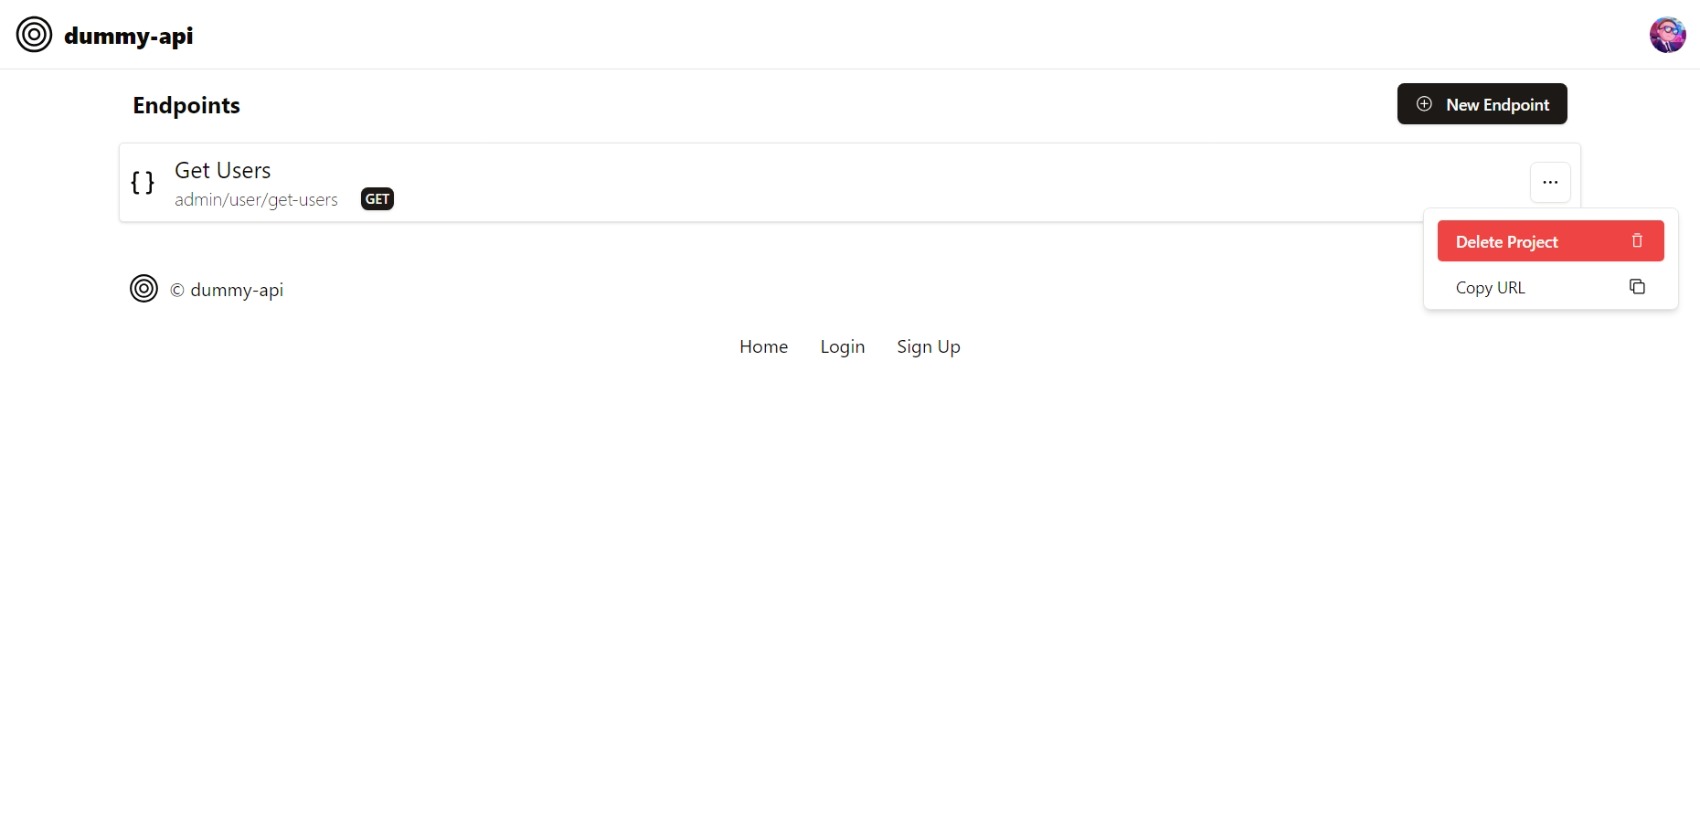 dummy-api
Endpoints
New Endpoint
{ }
Get Users
admin/user/get-users GET
...
Delete Project
Copy URL
© dummy-api
Home Login Sign Up